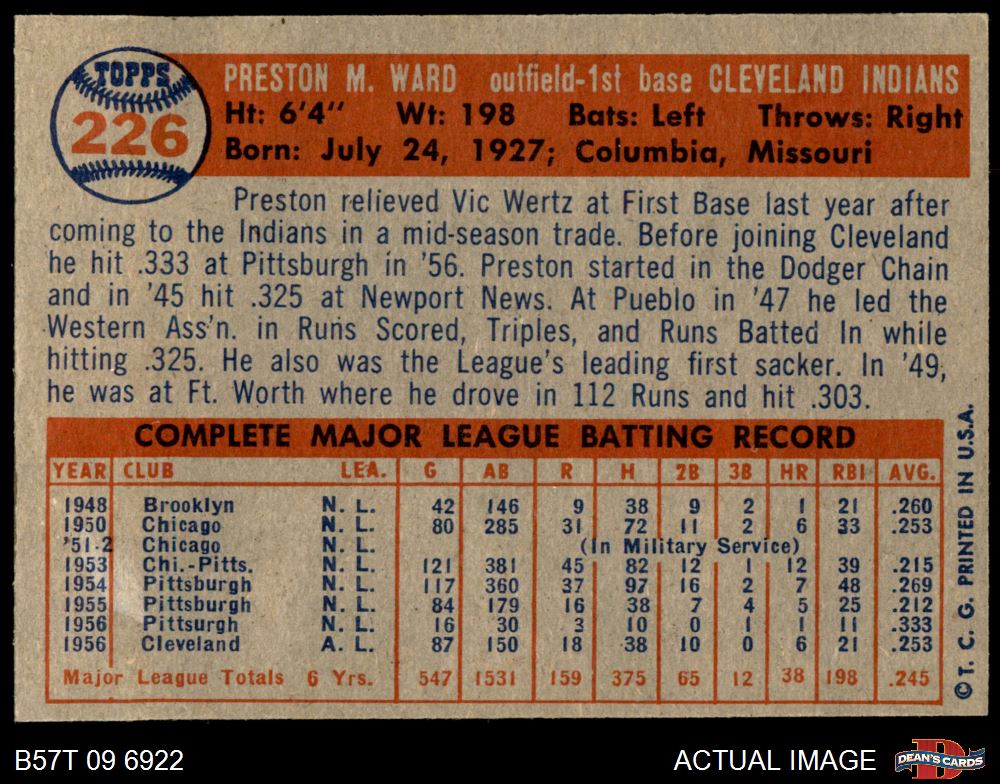 TOPPS
226
PRESTON M. WARD outfield-1st base CLEVELAND INDIANS
Ht: 6'4" Wt: 198 Bats: Left Throws: Right
Born: July 24, 1927; Columbia, Missouri
Preston relieved Vic Wertz at First Base last year after
coming to the Indians in a mid-season trade. Before joining Cleveland
he hit .333 at Pittsburgh in '56. Preston started in the Dodger Chain
and in '45 hit .325 at Newport News. At Pueblo in '47 he led the
Western Ass'n. in Runs Scored, Triples, and Runs Batted In while
hitting .325. He also was the League's leading first sacker. In '49,
he was at Ft. Worth where he drove in 112 Runs and hit .303.
COMPLETE MAJOR LEAGUE BATTING RECORD
YEAR CLUB LEA. G AB R H 2B 3B HR RBI AVG.
1948 Brooklyn N. L. 42 146 9 38 9 2 1 21 .260
1950 Chicago N. L. 80 285 31 72 11 2 6 33 .253
'51-2 Chicago N. L. (In Military Service)
1953 Chi.-Pitts. N. L. 121 381 45 82 12 1 12 39 .215
1954 Pittsburgh N. L. 117 360 37 97 16 2 7 48 .269
1955 Pittsburgh N. L. 84 179 16 38 7 4 5 25 .212
1956 Pittsurgh N. L. 16 30 3 10 0 1 1 11 .333
1956 Cleveland A. L. 87 150 18 38 10 0 6 21 .253
Major League Totals 6 Yrs. 547 1531 159 375 65 12 38 198 .245
© T. C. G. PRINTED IN U.S.A.
B57T 09 6922 ACTUAL IMAGE
D
DEAN'S CARDS